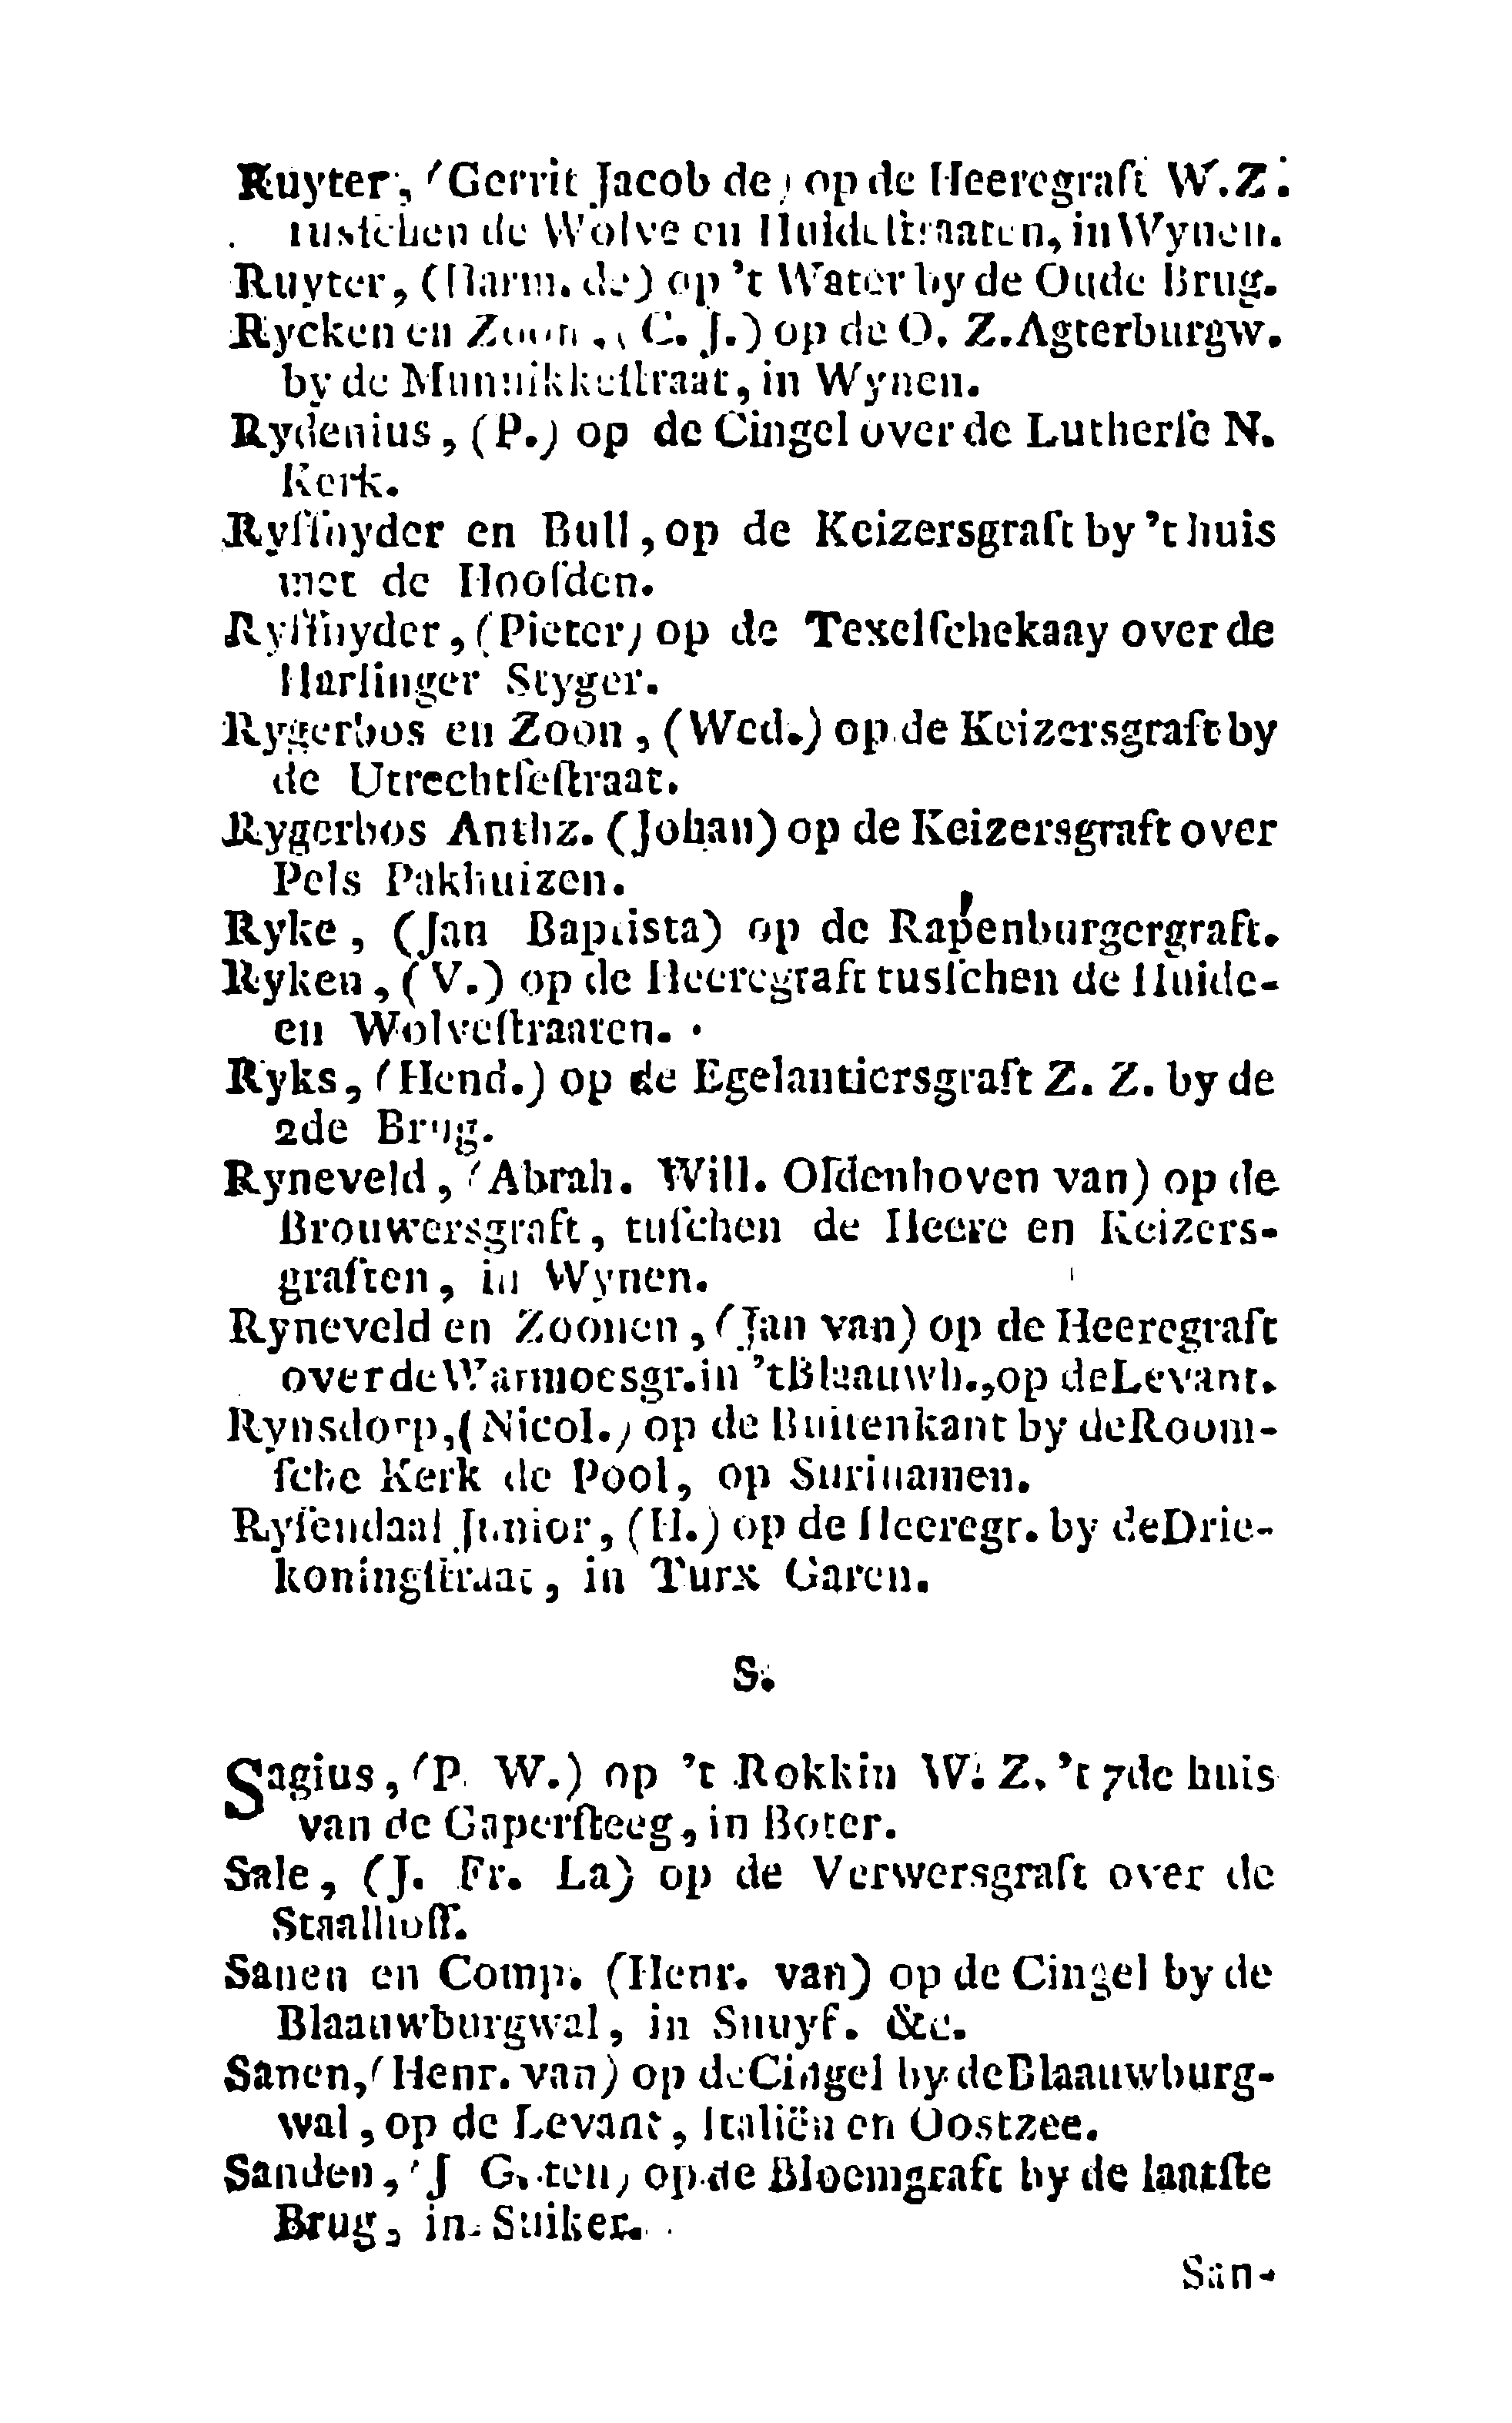 Ruyter, (Gerrit Jacob de) op de Heeregraft W.Z.
tusſchen de Wolve en Huideſtraaten, in Wynen.
Ruyter, (Harm. de) op 't Water by de Oude Brug.
Rycken en Zoon, (C. J.) op de O. Z. Agterburgw.
by de Munnikkeſtraat, in Wynen.
Rydenius, (P.) op de Cingel over de Lutherſe N.
Kerk.
Ryſſnyder en Bull, op de Keizersgraft by 't huis
met de Hoofden.
Ryſſnyder, (Pieter) op de Texelſchekaay over de
Harlinger Styger.
Rygerbos en Zoon, (Wed.) op de Keizersgraft by
de Utrechtſeſtraat.
Rygerbos Anthz. (Johan) op de Keizersgraft over
Pels Pakhuizen.
Ryke, (Jan Baptista) op de Rapenburgergraft.
Ryken, (V.) op de Heeregraft tusſchen de Huide-
en Wolveſtraaten.
Ryks, (Hend.) op de Egelantiersgraft Z. Z. by de
2de Brug.
Ryneveld, (Abrah. Will. Oldenhoven van) op de
Brouwersgraft, tuſchen de Heere en Keizers-
graften, in Wynen.
Ryneveld en Zoonen, (Jan van) op de Heeregraft
over de Warmoesgr. in 't Blaauwh., op de Levant.
Rynsdorp, (Nicol.) op de Buitenkant by de Room-
ſche Kerk de Pool, op Surinamen.
Ryſendaal Junior, (H.) op de Heeregr. by de Drie-
koningſtraat, in Turx Garen.
S.
Sagius, (P. W.) op 't Rokkin W. Z. 't 7de huis
van de Gaperſteeg, in Boter.
Sale, (J. Fr. La) op de Verwersgraft over de
Staalhoff.
Sanen en Comp. (Henr. van) op de Cingel by de
Blaauwburgwal, in Snuyf. &c.
Sanen, (Henr. van) op de Cingel by de Blaauwburg-
wal, op de Levant, Italiën en Oostzee.
Sanden, (J G. ten) op de Bloemgraft by de laatſte
Brug, in Suiker.
San-